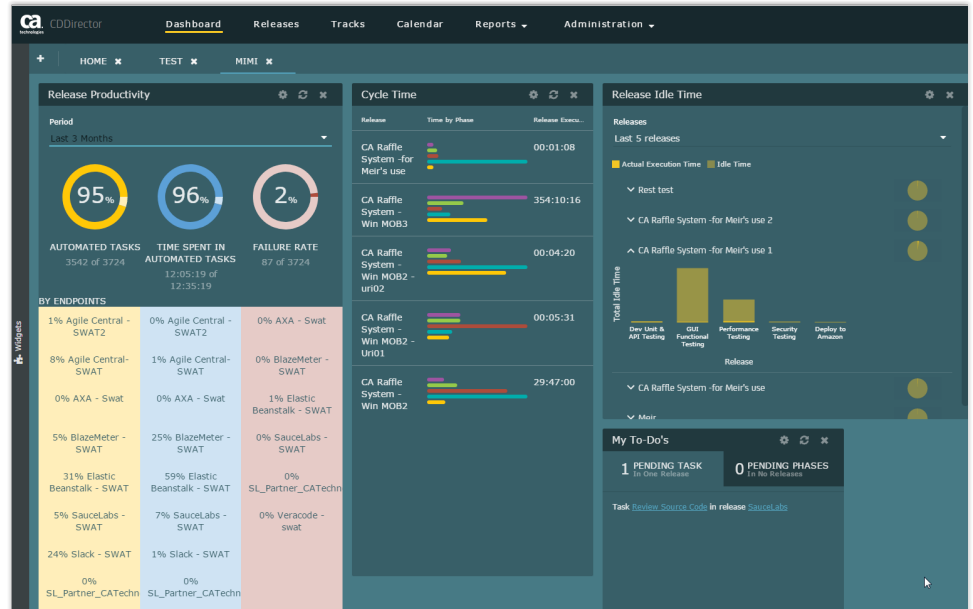 ca
technologies
CDDirector
Dashboard
Releases
Tracks
Calendar
Reports
Administration
HOME
TEST
MIMI
Widgets
Release Productivity
Period
Last 3 Months
95%
96%
2%
AUTOMATED TASKS
3542 of 3724
TIME SPENT IN
AUTOMATED TASKS
12:05:19 of
12:35:19
FAILURE RATE
87 of 3724
BY ENDPOINTS
1% Agile Central -
SWAT2
8% Agile Central-
SWAT
0% AXA - Swat
5% BlazeMeter -
SWAT
31% Elastic
Beanstalk - SWAT
5% SauceLabs -
SWAT
24% Slack - SWAT
0%
SL_Partner_CATechn
0% Agile Central -
SWAT2
1% Agile Central-
SWAT
0% AXA - Swat
25% BlazeMeter -
SWAT
59% Elastic
Beanstalk - SWAT
7% SauceLabs -
SWAT
1% Slack - SWAT
0%
SL_Partner_CATechn
0% AXA - Swat
0% BlazeMeter -
SWAT
1% Elastic
Beanstalk - SWAT
0% SauceLabs -
SWAT
0%
SL_Partner_CATechn
0% Veracode -
swat
Cycle Time
Release
Time by Phase
Release Execu...
CA Raffle
System -for
Meir's use
00:01:08
CA Raffle
System -
Win MOB3
354:10:16
CA Raffle
System -
Win MOB2 -
uri02
00:04:20
CA Raffle
System -
Win MOB2 -
Uri01
00:05:31
CA Raffle
System -
Win MOB2
29:47:00
Release Idle Time
Releases
Last 5 releases
Actual Execution Time
Idle Time
Rest test
CA Raffle System -for Meir's use 2
CA Raffle System -for Meir's use 1
Total Idle Time
Dev Unit &
API Testing
GUI
Functional
Testing
Performance
Testing
Security
Testing
Deploy to
Amazon
Release
CA Raffle System -for Meir's use
Meir
My To-Do's
1 PENDING TASK
In One Release
0 PENDING PHASES
In No Releases
Task Review Source Code in release SauceLabs